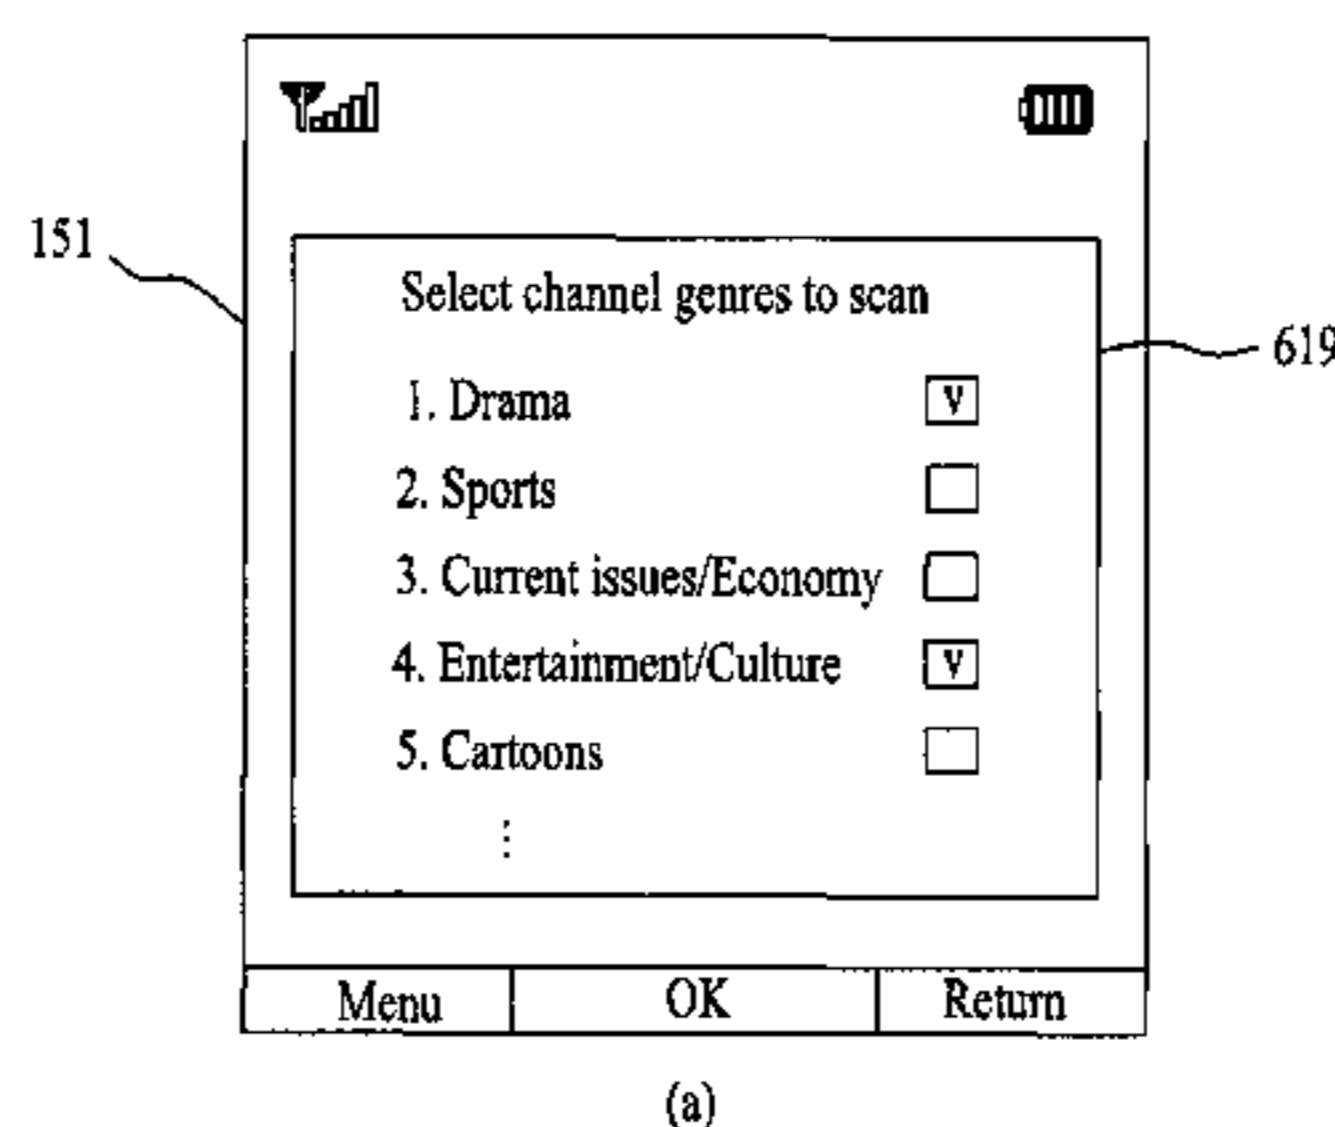 151
Select channel genres to scan
619
1. Drama V
2. Sports
3. Current issues/Economy
4. Entertainment/Culture V
5. Cartoons
⋮
Menu OK Return
(a)